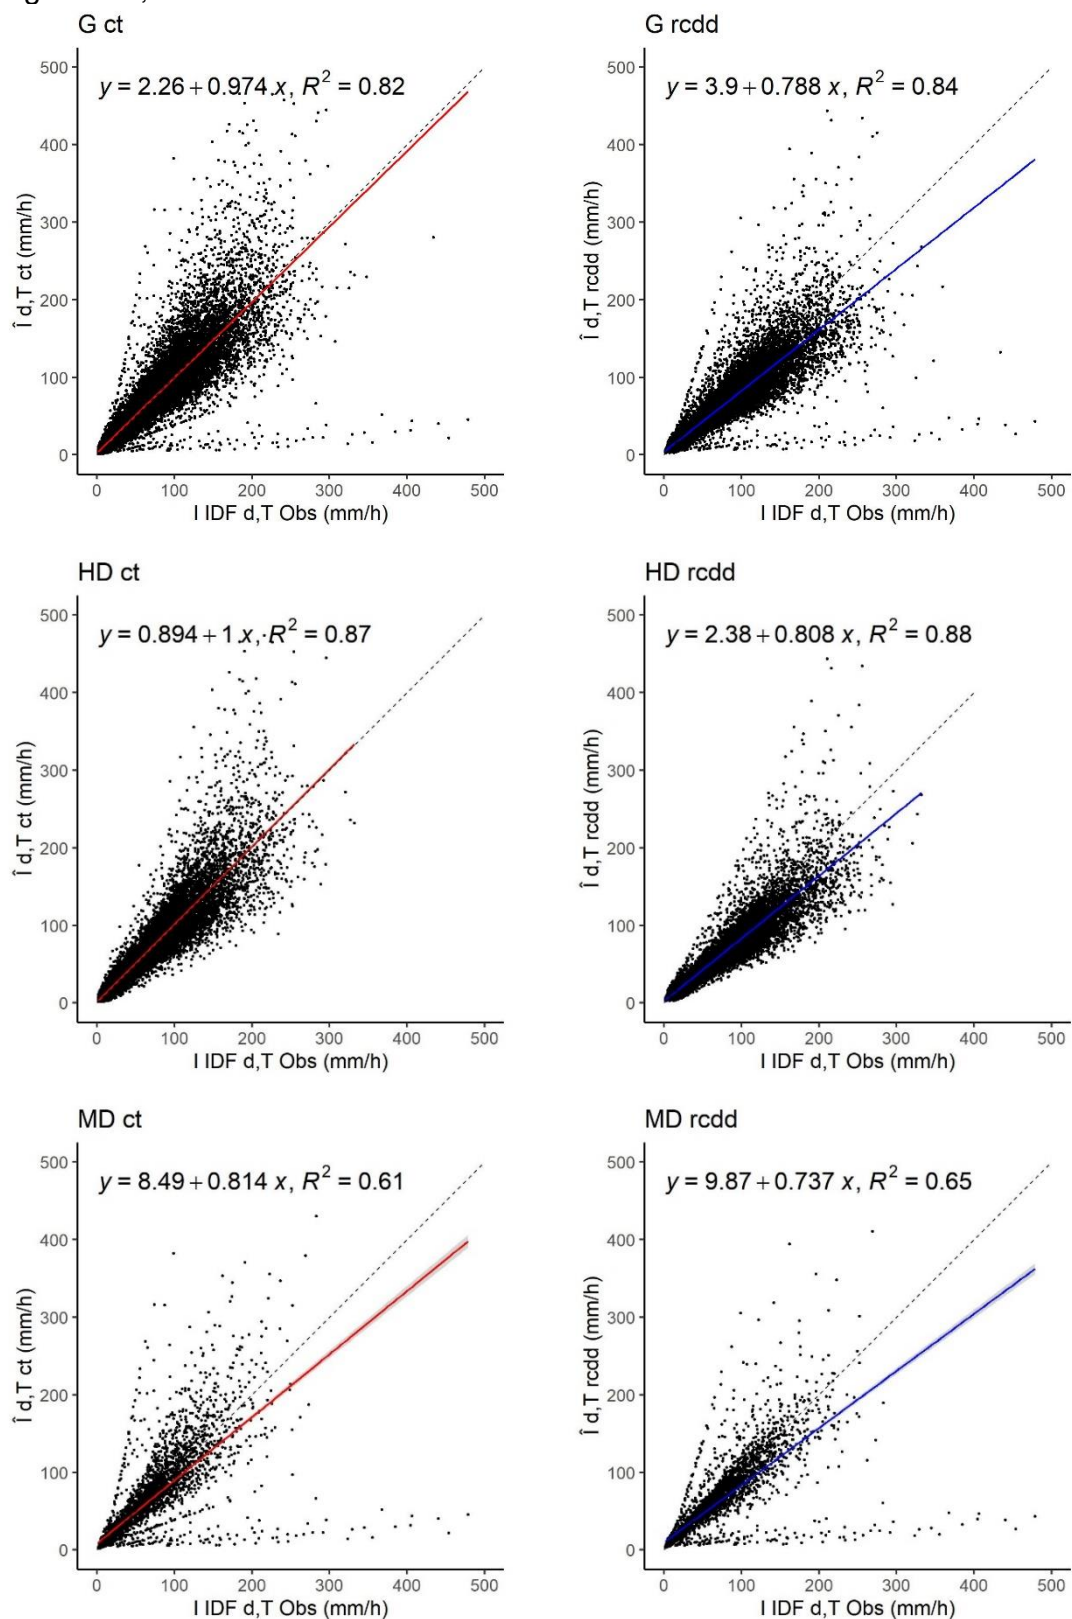 G ct
G rcdd
y = 2.26 + 0.974 x, R² = 0.82
y = 3.9 + 0.788 x, R² = 0.84
500
400
300
200
100
0
500
400
300
200
100
0
Î d,T ct (mm/h)
Î d,T rcdd (mm/h)
0 100 200 300 400 500
0 100 200 300 400 500
I IDF d,T Obs (mm/h)
I IDF d,T Obs (mm/h)
HD ct
HD rcdd
y = 0.894 + 1 x, R² = 0.87
y = 2.38 + 0.808 x, R² = 0.88
500
400
300
200
100
0
500
400
300
200
100
0
Î d,T ct (mm/h)
Î d,T rcdd (mm/h)
0 100 200 300 400 500
0 100 200 300 400 500
I IDF d,T Obs (mm/h)
I IDF d,T Obs (mm/h)
MD ct
MD rcdd
y = 8.49 + 0.814 x, R² = 0.61
y = 9.87 + 0.737 x, R² = 0.65
500
400
300
200
100
0
500
400
300
200
100
0
Î d,T ct (mm/h)
Î d,T rcdd (mm/h)
0 100 200 300 400 500
0 100 200 300 400 500
I IDF d,T Obs (mm/h)
I IDF d,T Obs (mm/h)